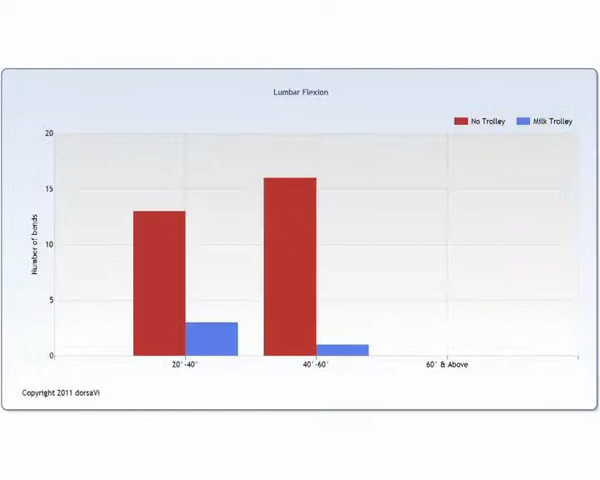 Lumbar Flexion
No Trolley
Milk Trolley
20
15
10
5
0
Number of bends
20°-40°
40°-60°
60° & Above
Copyright 2011 dorsaVi